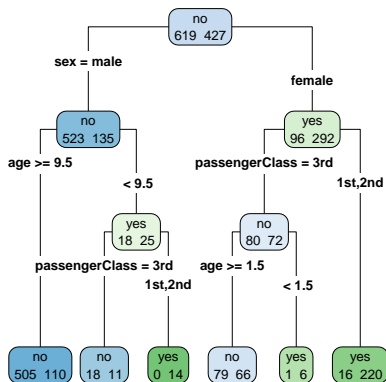 no
619 427
sex = male
female
no
523 135
yes
96 292
age >= 9.5
< 9.5
passengerClass = 3rd
1st,2nd
yes
18 25
no
80 72
passengerClass = 3rd
1st,2nd
age >= 1.5
< 1.5
no
505 110
no
18 11
yes
0 14
no
79 66
yes
1 6
yes
16 220